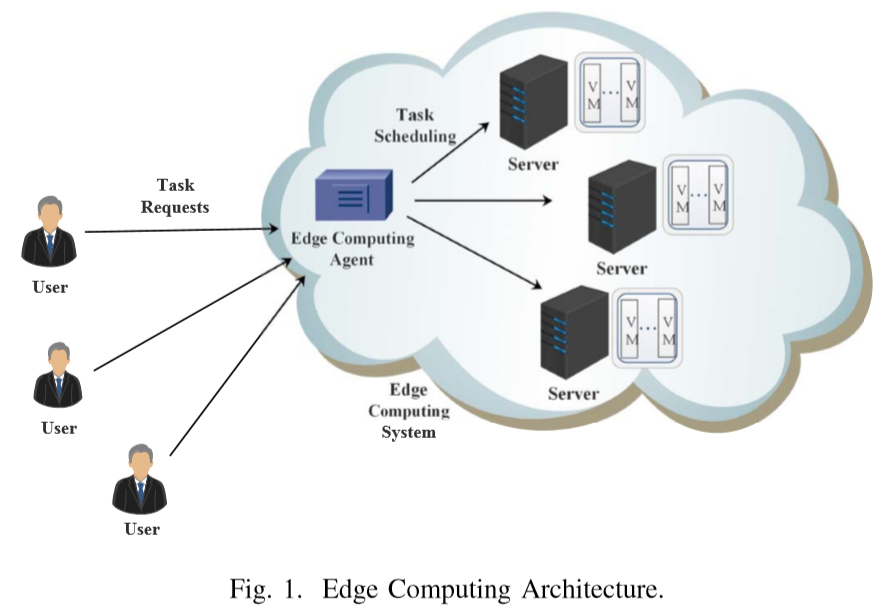 Task
Scheduling
V
M
...
V
M
Server
Task
Requests
V
M
...
V
M
Edge Computing
Agent
Server
User
V
M
...
V
M
Server
Edge
Computing
System
User
User
Fig. 1. Edge Computing Architecture.